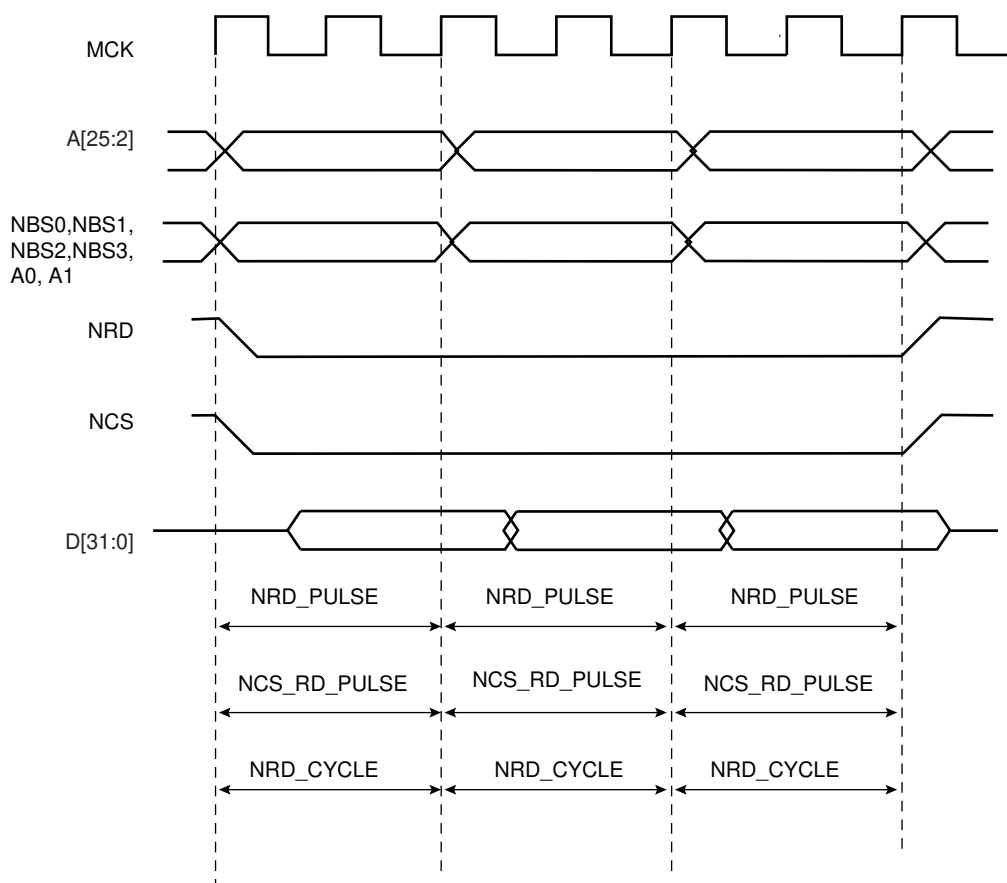 MCK
A[25:2]
NBS0,NBS1,
NBS2,NBS3,
A0, A1
NRD
NCS
D[31:0]
NRD_PULSE NRD_PULSE NRD_PULSE
NCS_RD_PULSE NCS_RD_PULSE NCS_RD_PULSE
NRD_CYCLE NRD_CYCLE NRD_CYCLE